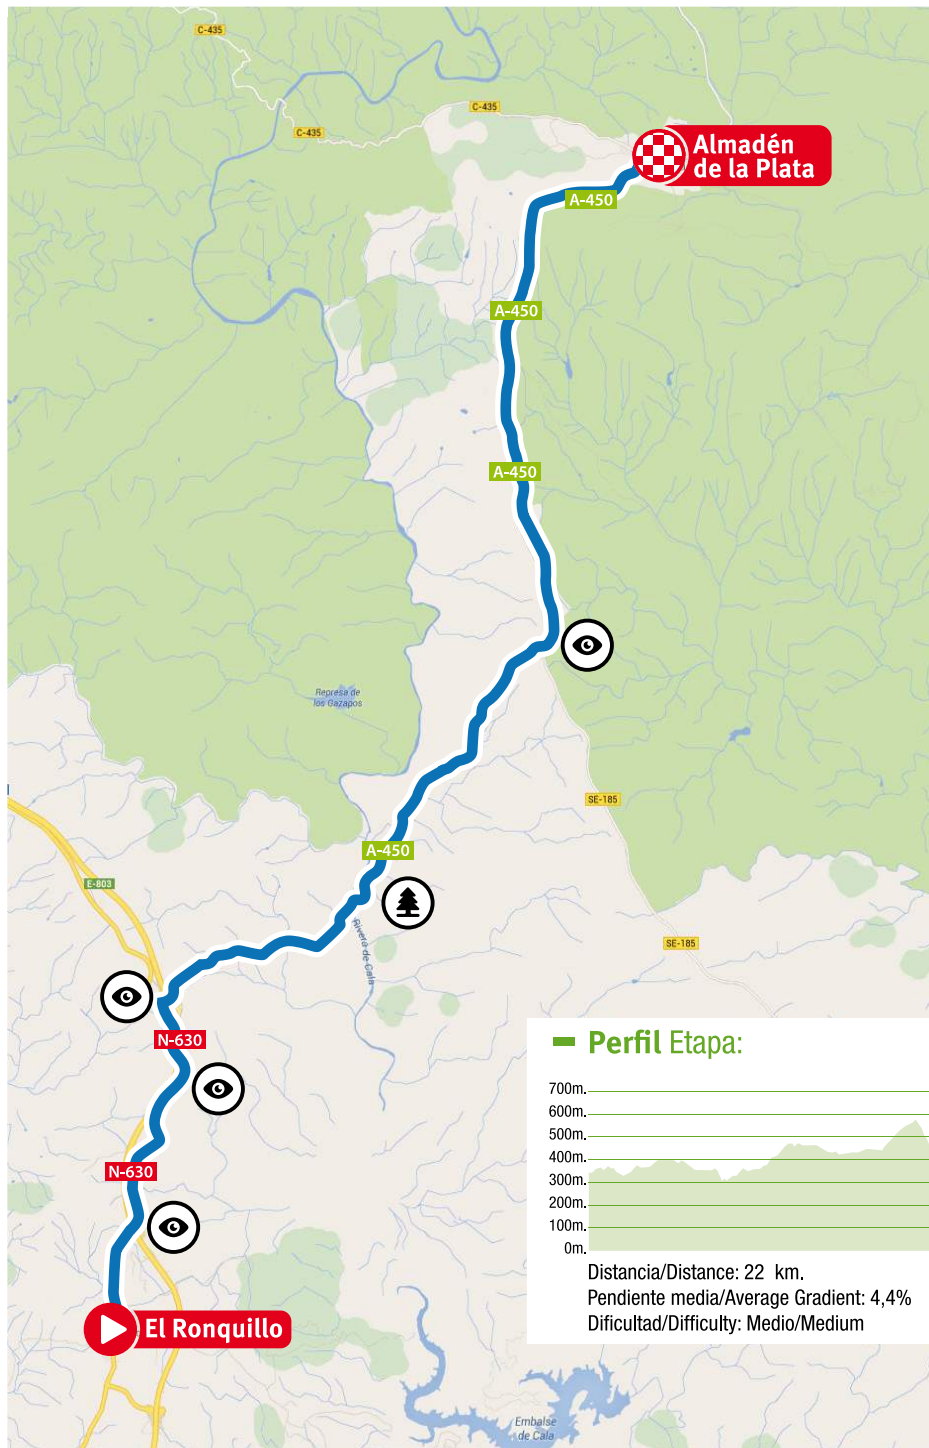 C-435
C-435
C-435
Almadén
de la Plata
A-450
A-450
A-450
Represa de
los Gazapos
SE-185
A-450
E-803
Rivera de Cala
SE-185
N-630
Perfil Etapa:
700m.
600m.
500m.
400m.
300m.
200m.
100m.
0m.
N-630
Distancia/Distance: 22 km.
Pendiente media/Average Gradient: 4,4%
Dificultad/Difficulty: Medio/Medium
El Ronquillo
Embalse
de Cala